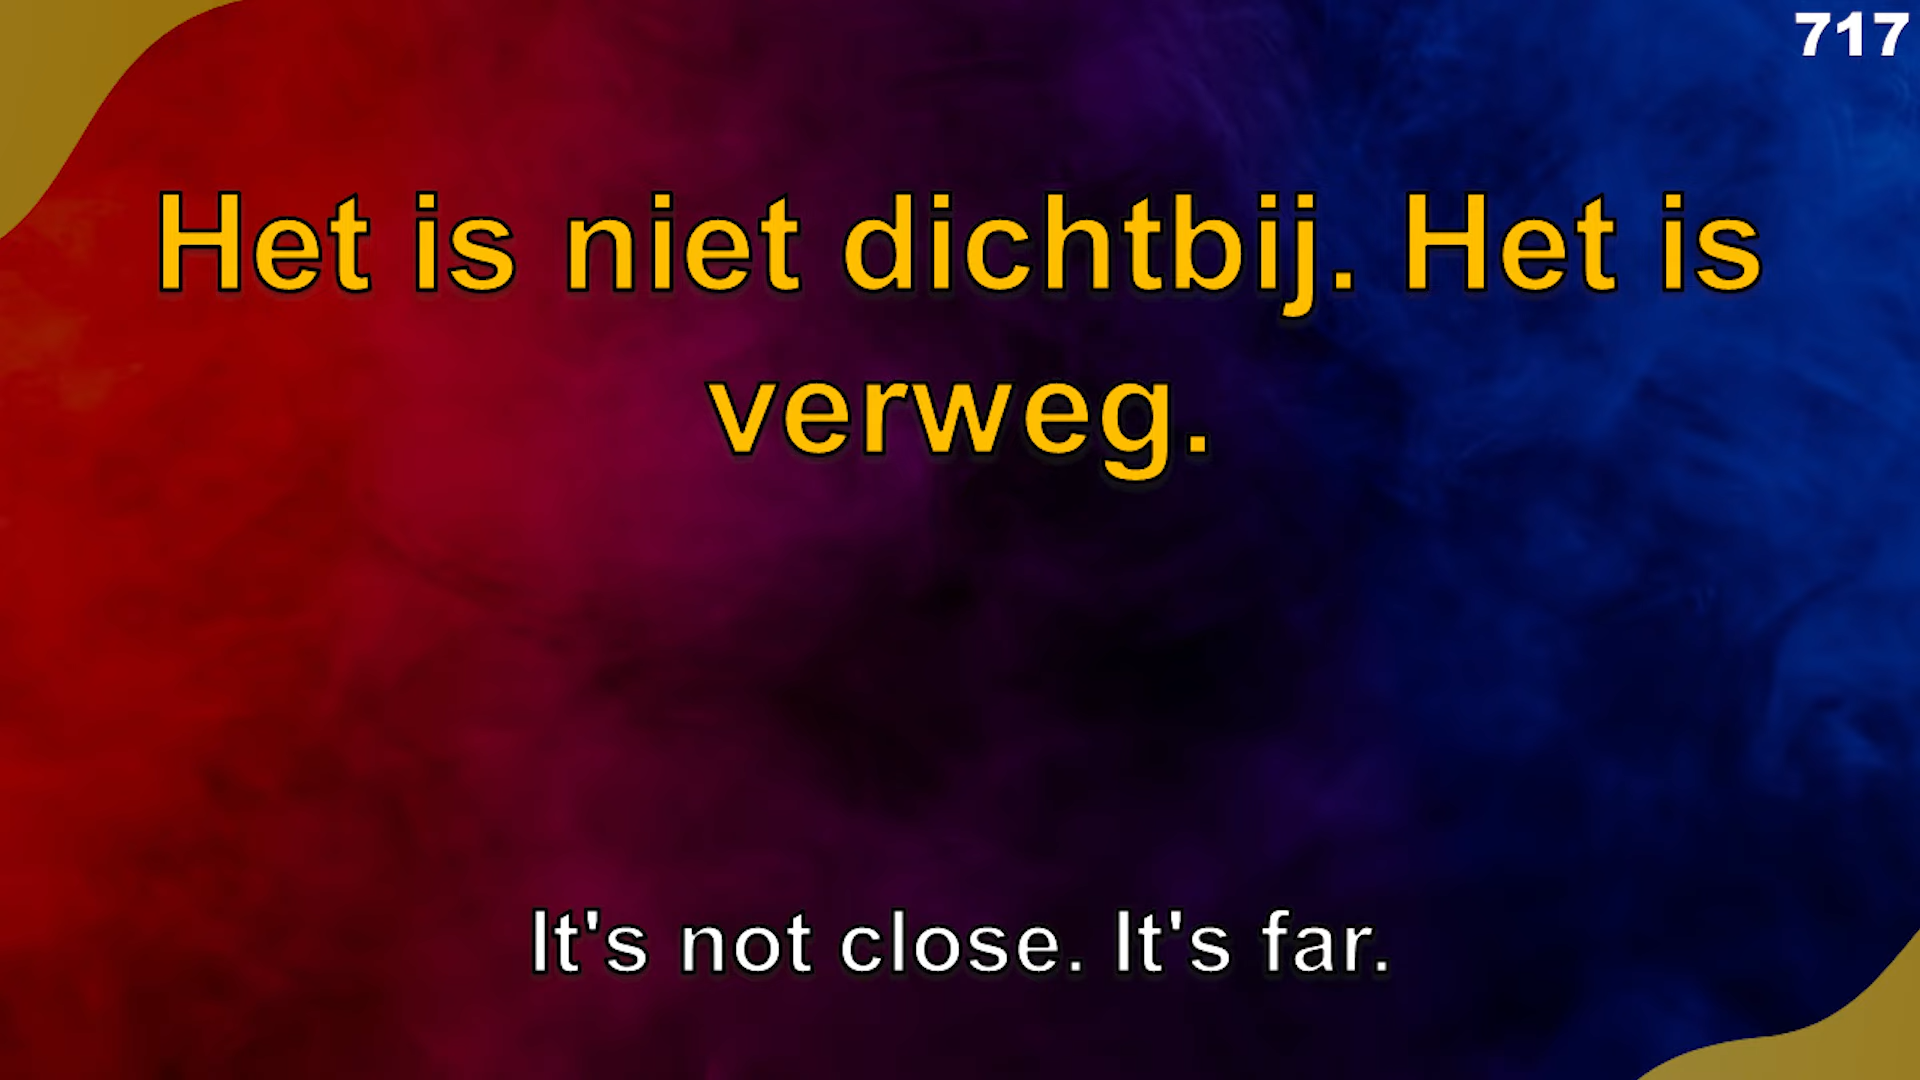 717
Het is niet dichtbij. Het is
verweg.
It's not close. It's far.